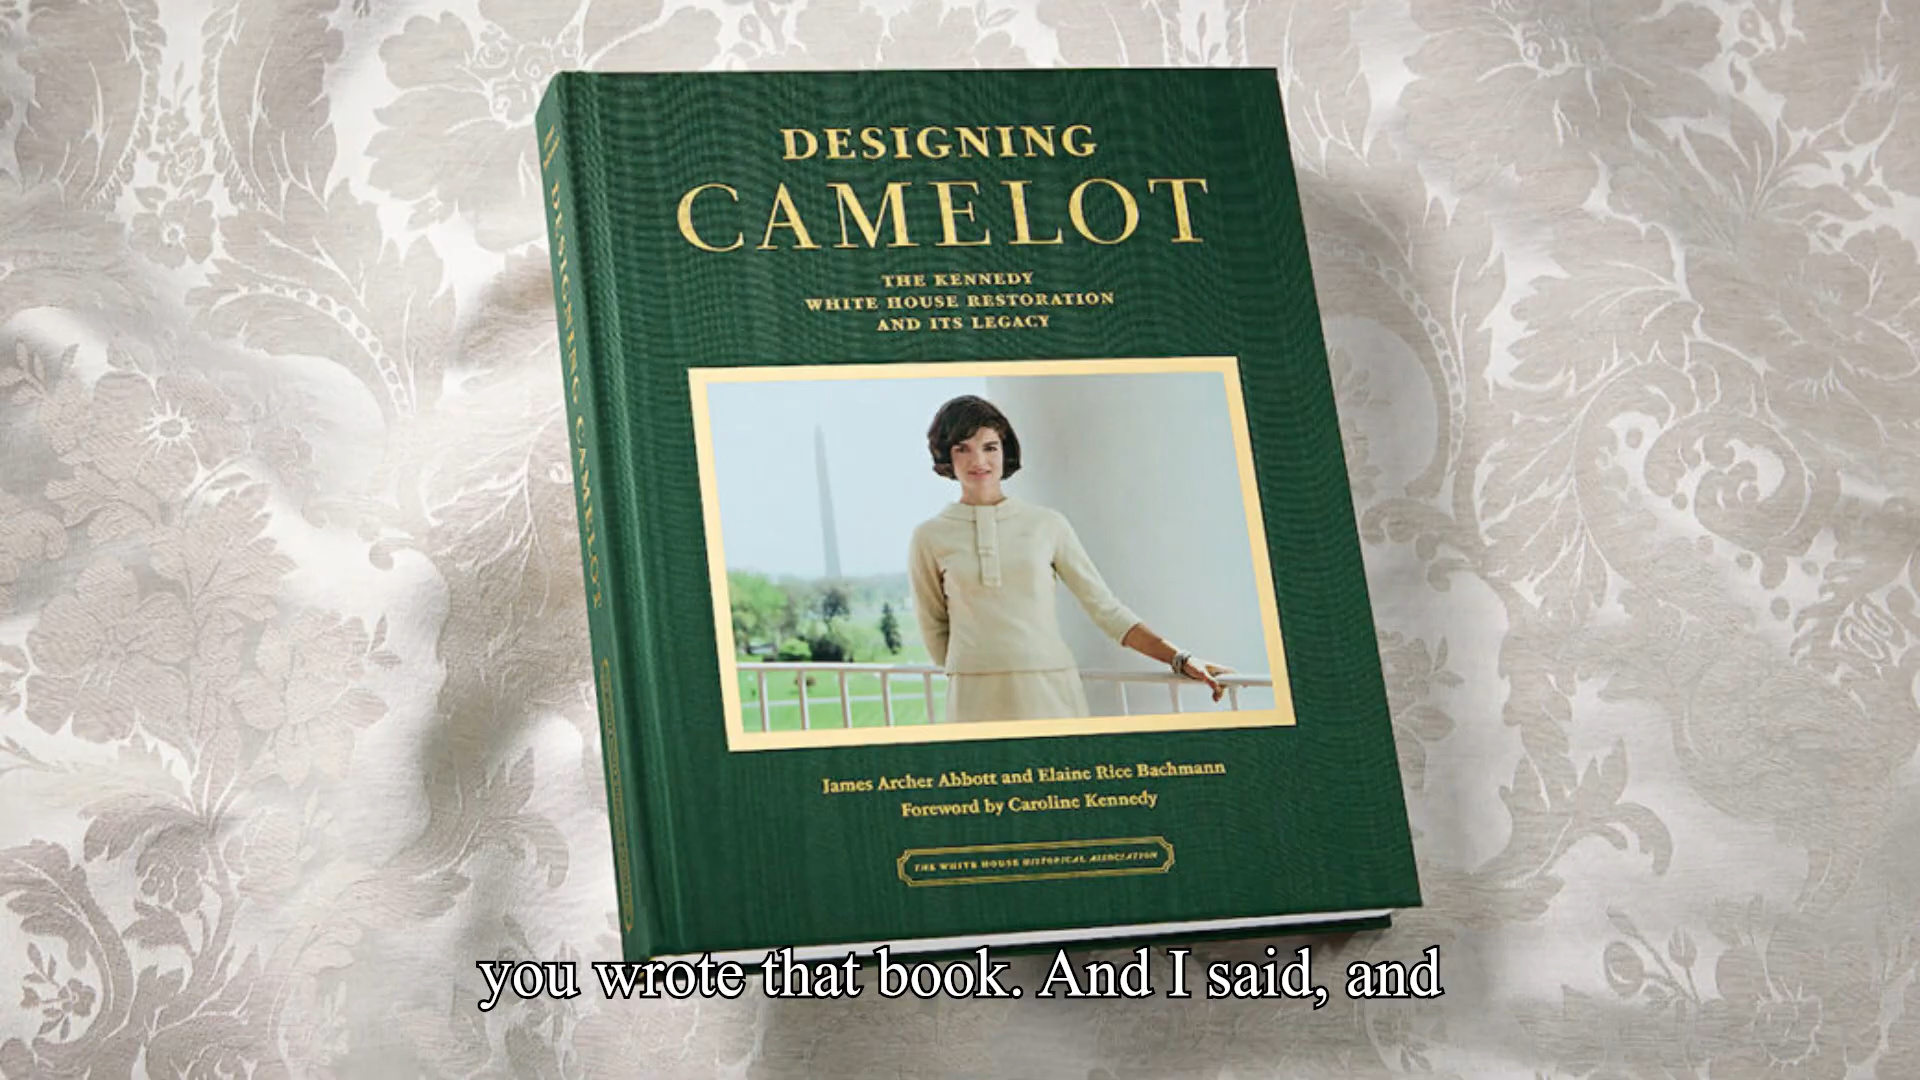 DESIGNING
CAMELOT
THE KENNEDY
WHITE HOUSE RESTORATION
AND ITS LEGACY
James Archer Abbott and Elaine Rice Bachmann
Foreword by Caroline Kennedy
THE WHITE HOUSE HISTORICAL ASSOCIATION
DESIGNING CAMELOT
you wrote that book. And I said, and